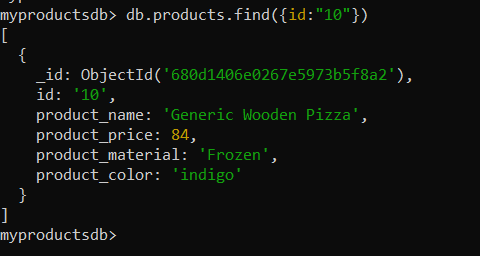 myproductsdb> db.products.find({id:"10"})
[
  {
    _id: ObjectId('680d1406e0267e5973b5f8a2'),
    id: '10',
    product_name: 'Generic Wooden Pizza',
    product_price: 84,
    product_material: 'Frozen',
    product_color: 'indigo'
  }
]
myproductsdb>